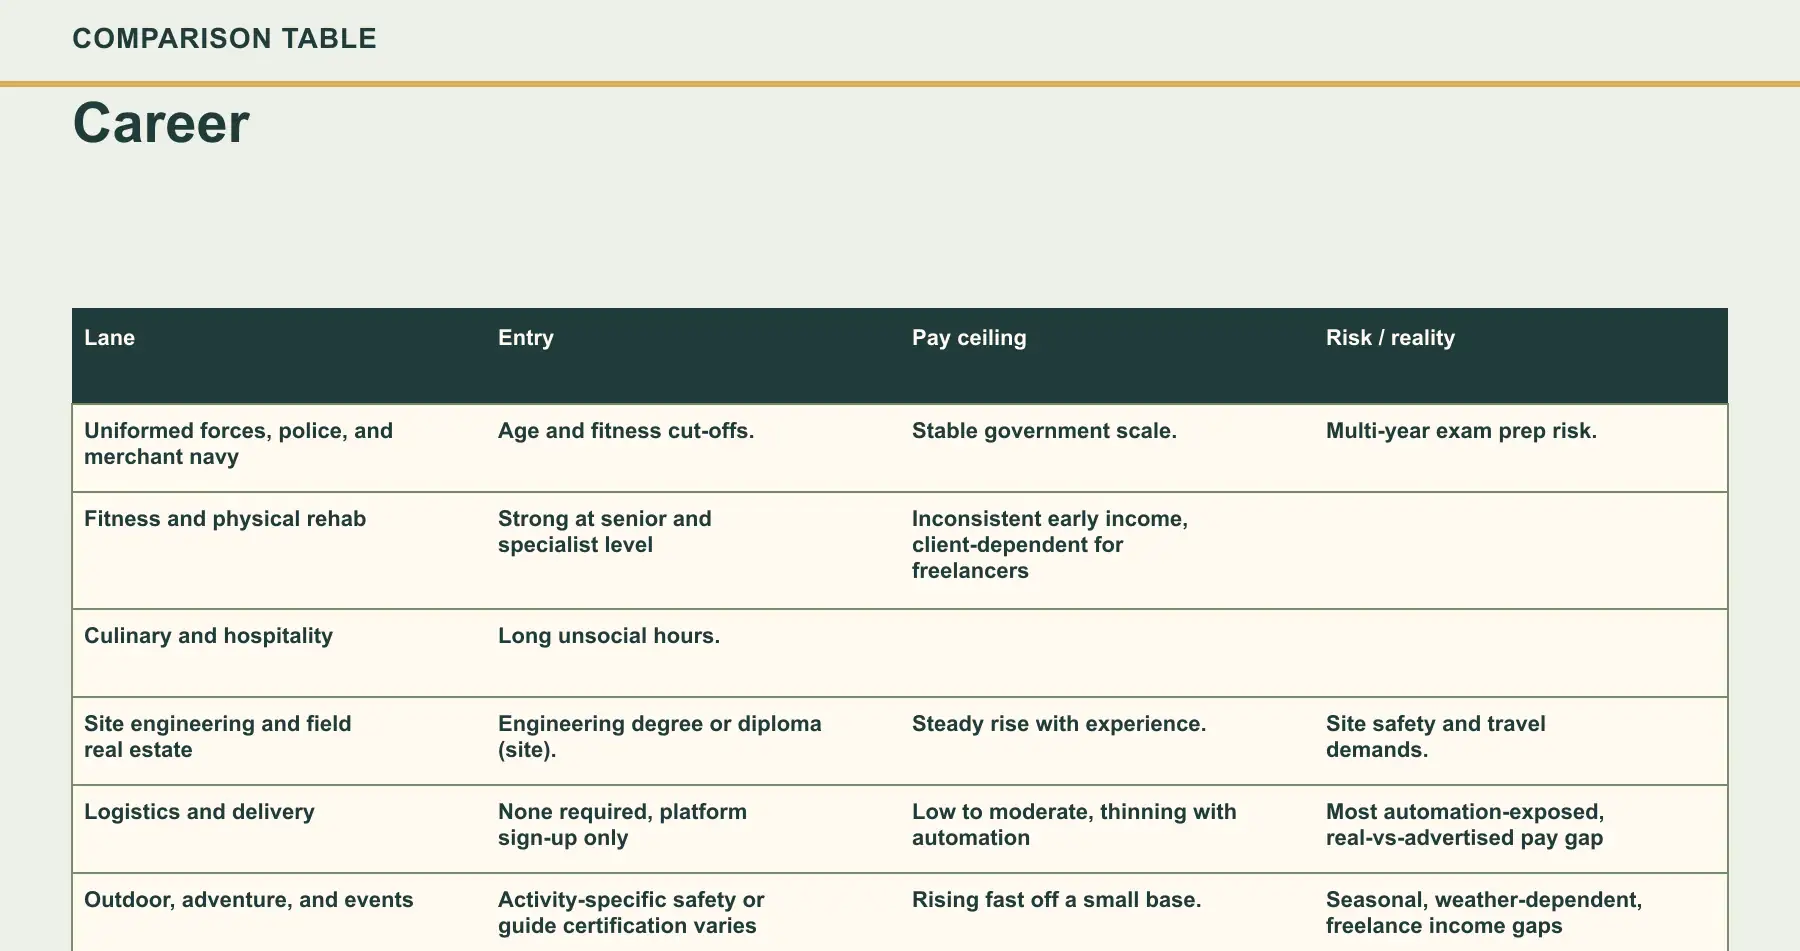 COMPARISON TABLE
Career
Lane Entry Pay ceiling Risk / reality
Uniformed forces, police, and Age and fitness cut-offs. Stable government scale. Multi-year exam prep risk.
merchant navy
Fitness and physical rehab Strong at senior and Inconsistent early income,
specialist level client-dependent for
freelancers
Culinary and hospitality Long unsocial hours.
Site engineering and field Engineering degree or diploma Steady rise with experience. Site safety and travel
real estate (site). demands.
Logistics and delivery None required, platform Low to moderate, thinning with Most automation-exposed,
sign-up only automation real-vs-advertised pay gap
Outdoor, adventure, and events Activity-specific safety or Rising fast off a small base. Seasonal, weather-dependent,
guide certification varies freelance income gaps